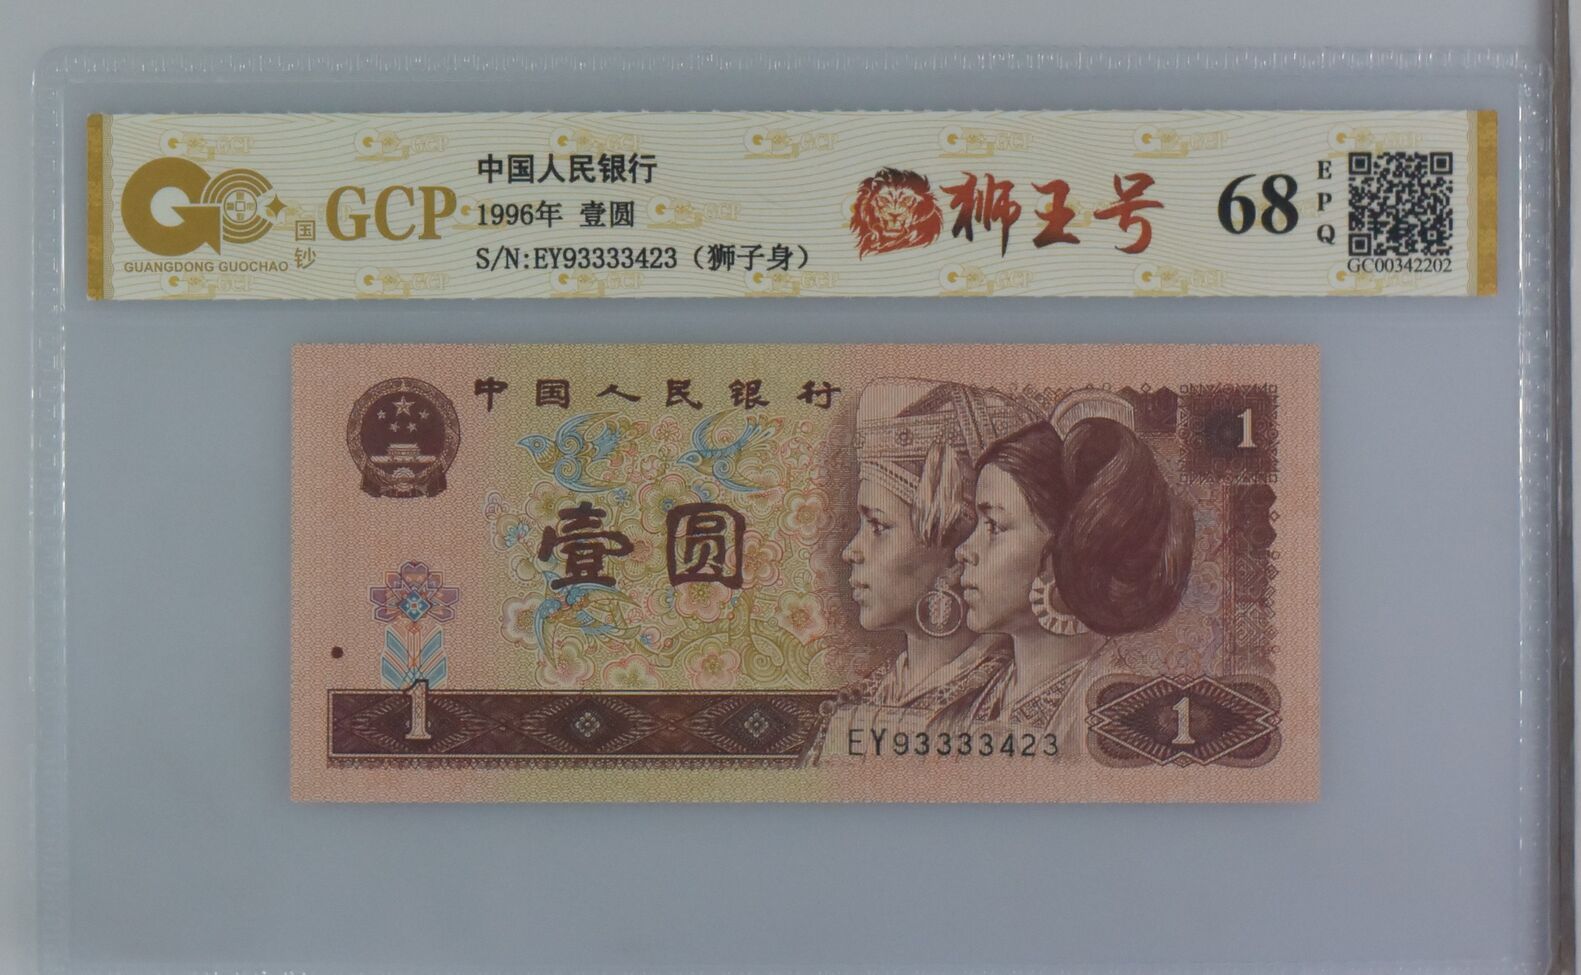 GUANGDONG GUOCHAO
国钞
GCP
中国人民银行
1996年 壹圆
S/N:EY93333423（狮子身）
狮王号
68
EPQ
GC00342202
中国人民银行
1
壹圆
1
EY93333423
1